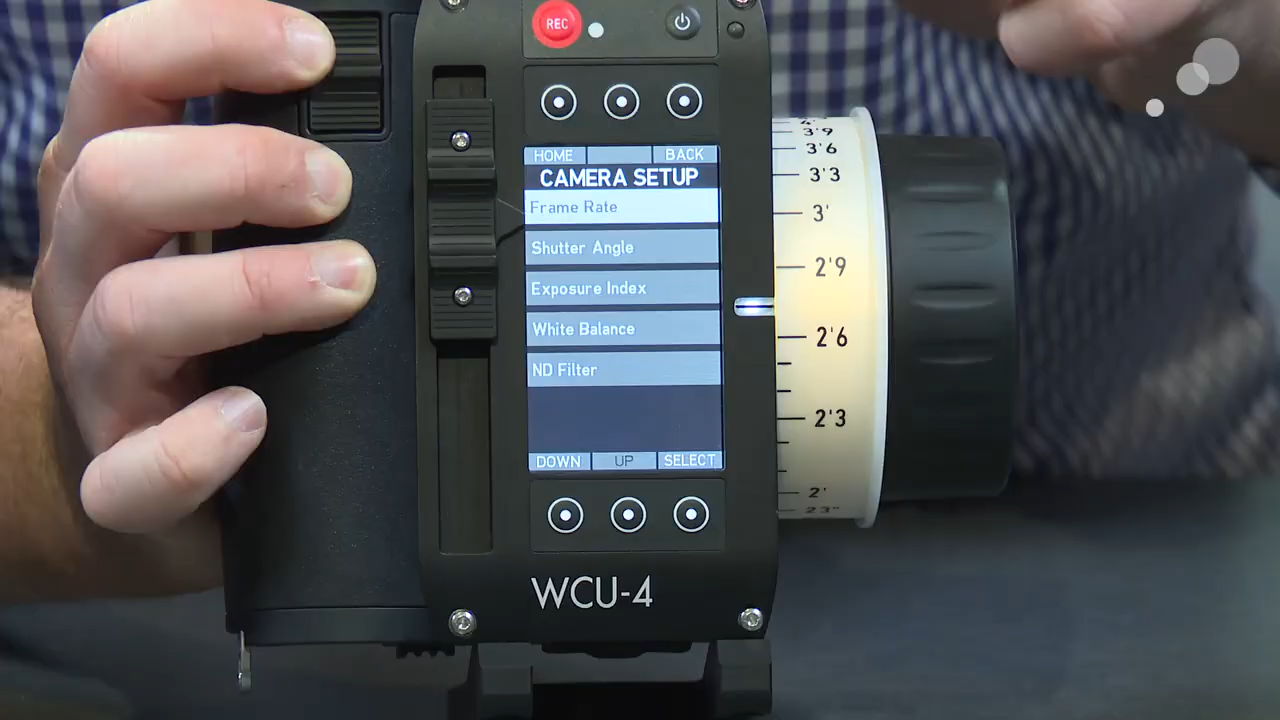 REC
HOME BACK
CAMERA SETUP
Frame Rate
Shutter Angle
Exposure Index
White Balance
ND Filter
DOWN UP SELECT
WCU-4
3'9
3'6
3'3
3'
2'9
2'6
2'3
2'
23"